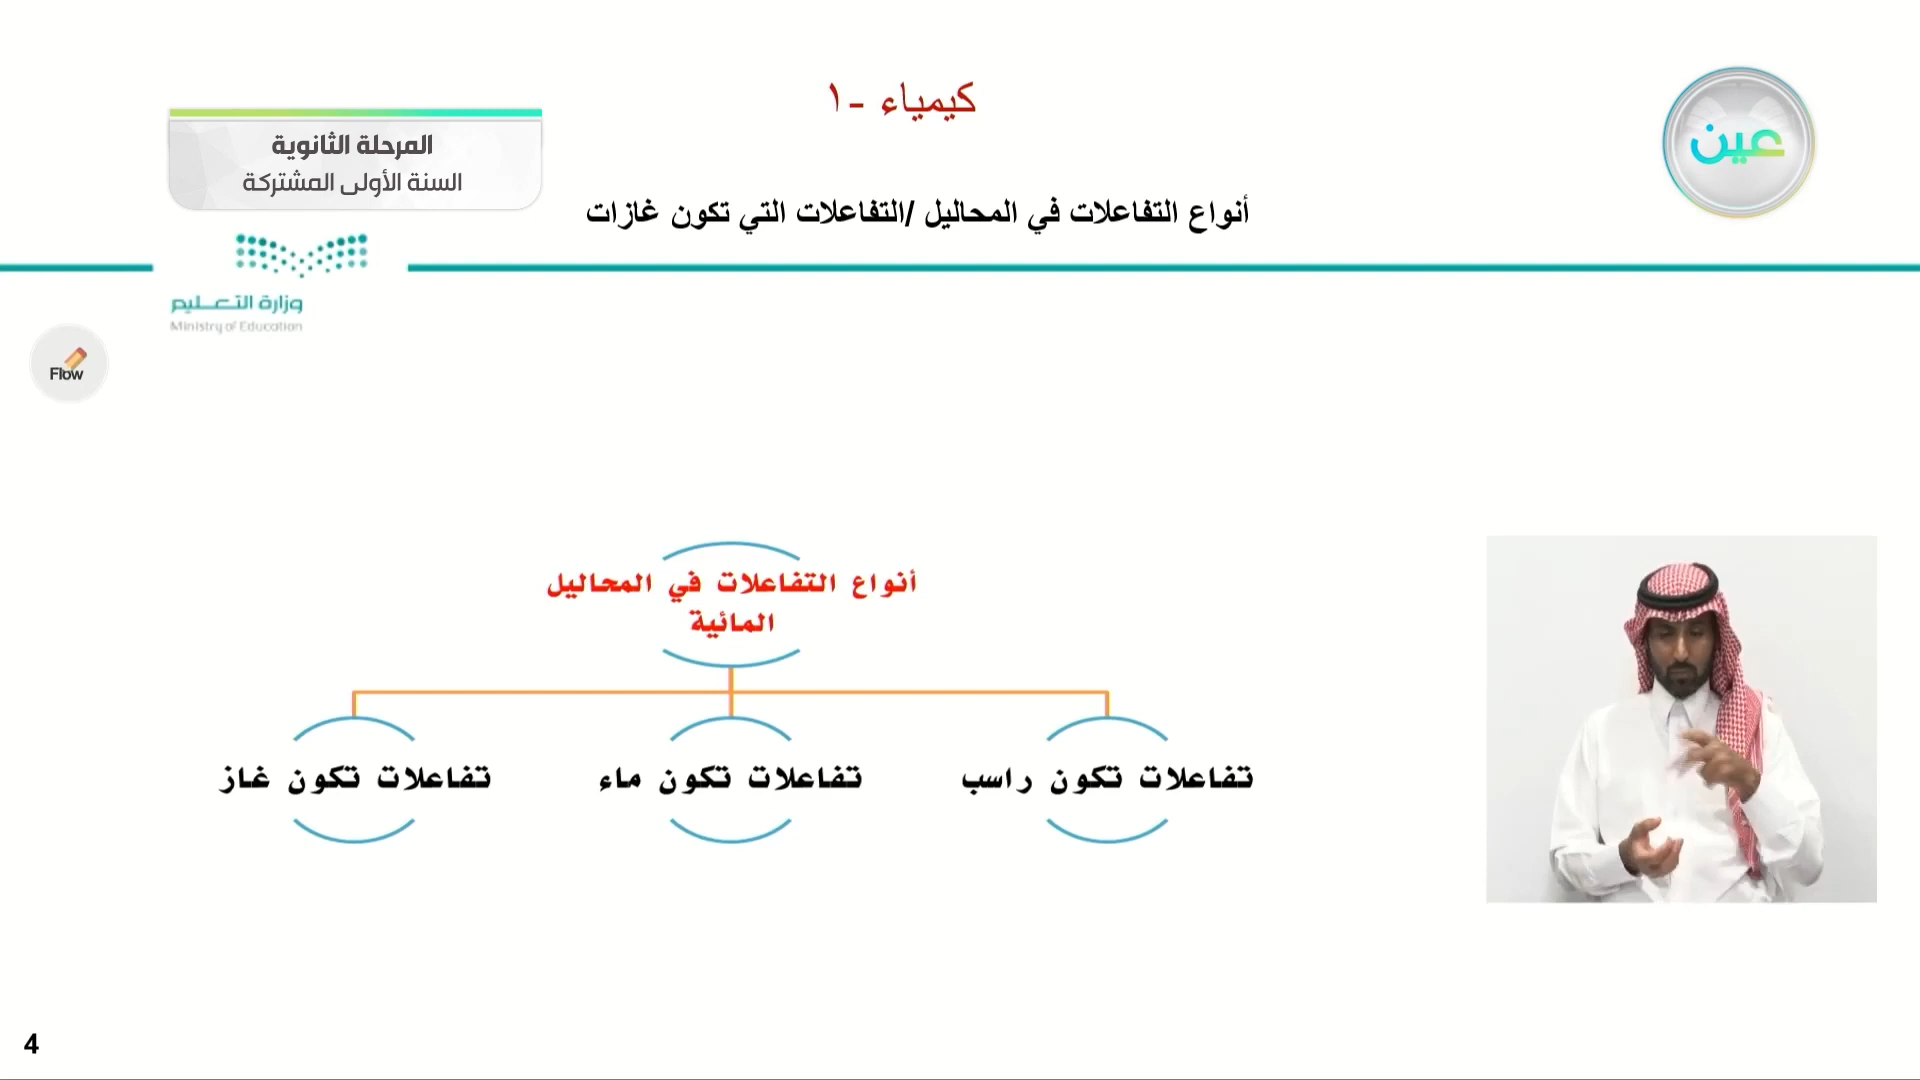 كيمياء -١
عين
المرحلة الثانوية
السنة الأولى المشتركة
أنواع التفاعلات في المحاليل /التفاعلات التي تكون غازات
وزارة التعليم
Ministry of Education
Flow
أنواع التفاعلات في المحاليل
المائية
تفاعلات تكون راسب
تفاعلات تكون ماء
تفاعلات تكون غاز
4